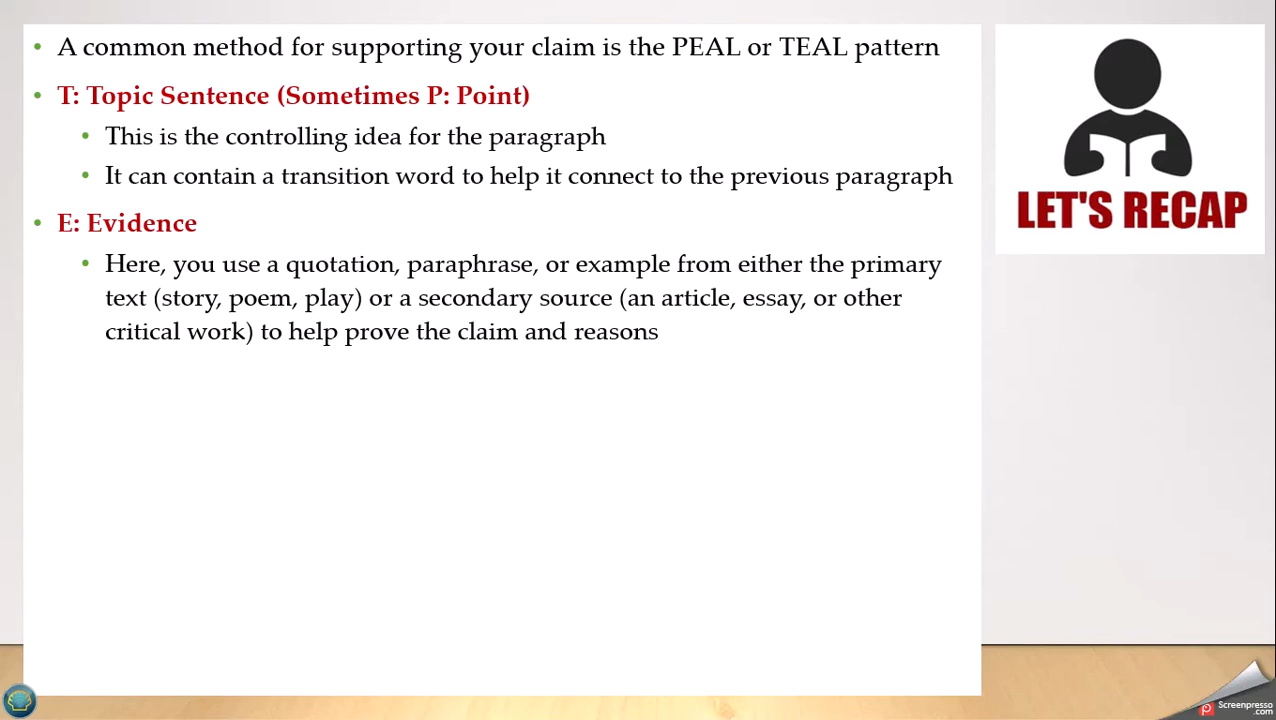 • A common method for supporting your claim is the PEAL or TEAL pattern
• T: Topic Sentence (Sometimes P: Point)
• This is the controlling idea for the paragraph
• It can contain a transition word to help it connect to the previous paragraph
• E: Evidence
• Here, you use a quotation, paraphrase, or example from either the primary
text (story, poem, play) or a secondary source (an article, essay, or other
critical work) to help prove the claim and reasons
LET'S RECAP
Screenpresso
.com